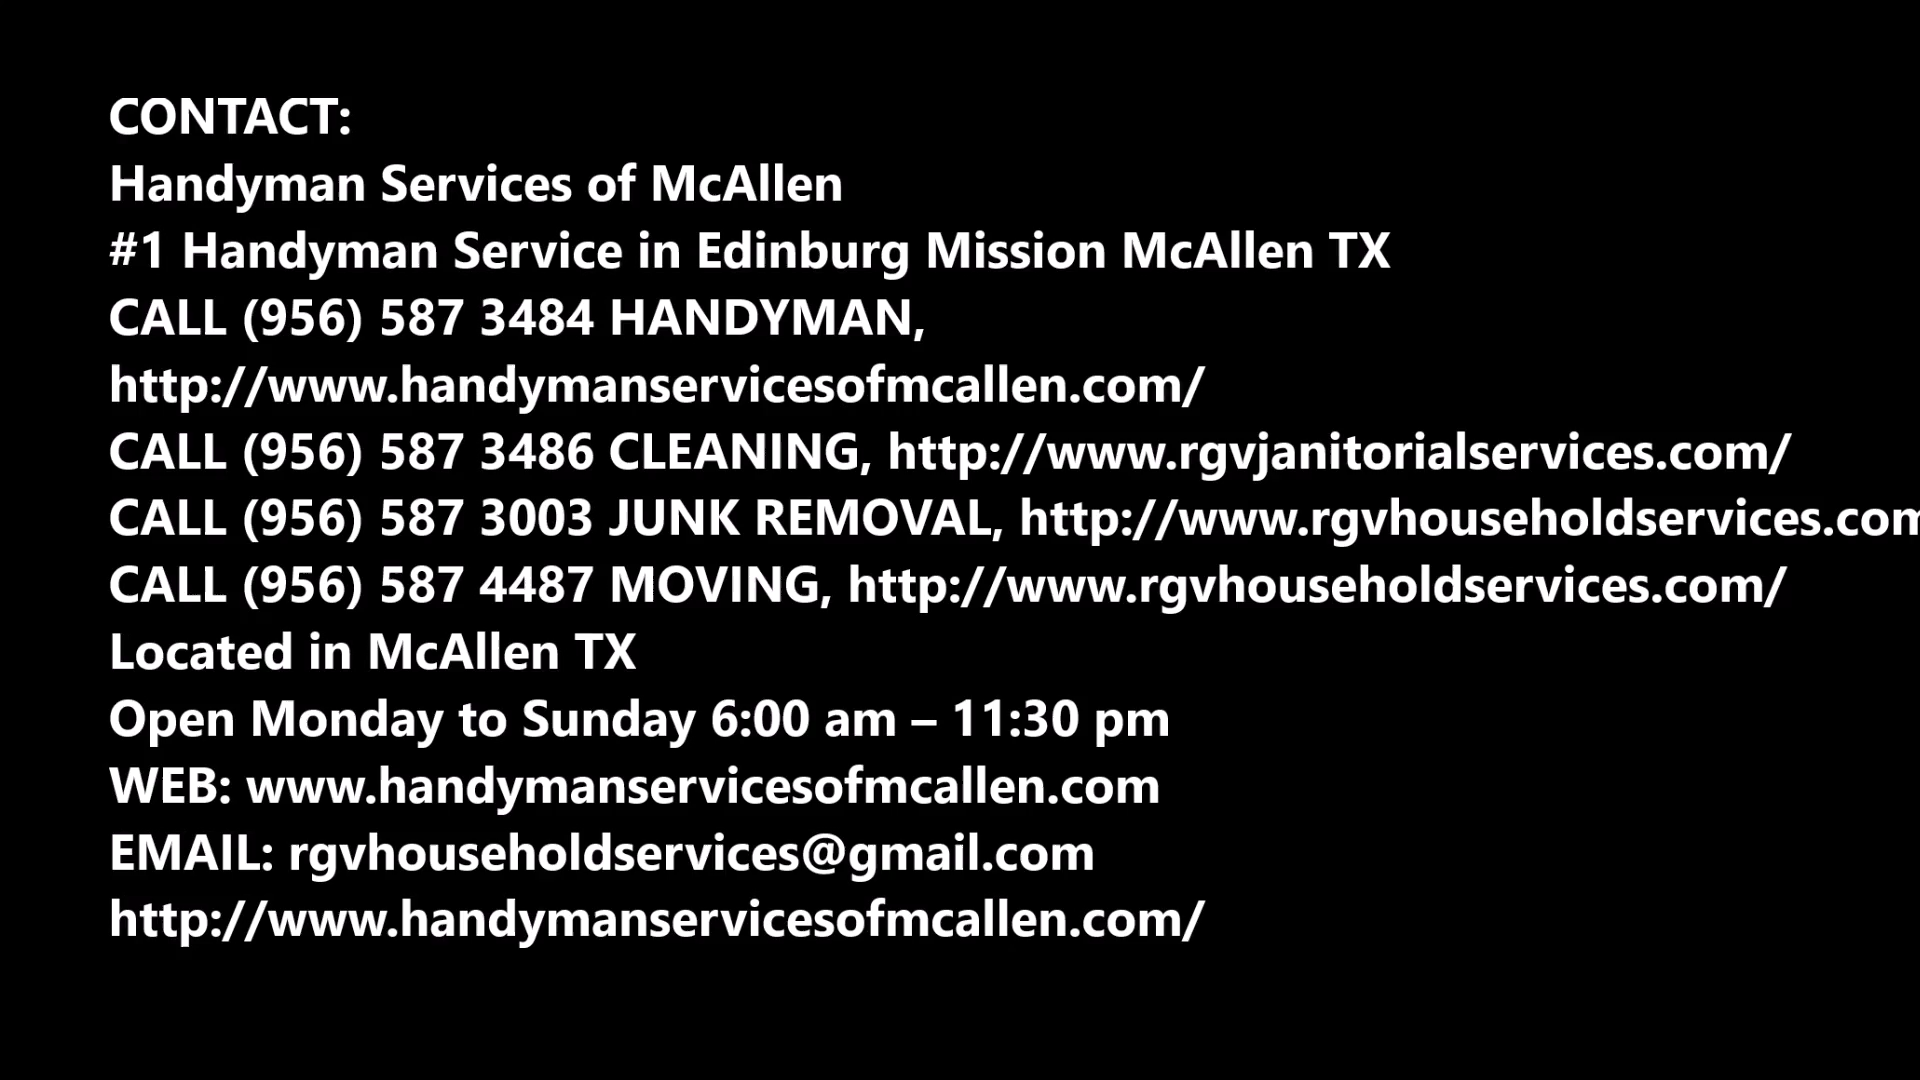 CONTACT:
Handyman Services of McAllen
#1 Handyman Service in Edinburg Mission McAllen TX
CALL (956) 587 3484 HANDYMAN,
http://www.handymanservicesofmcallen.com/
CALL (956) 587 3486 CLEANING, http://www.rgvjanitorialservices.com/
CALL (956) 587 3003 JUNK REMOVAL, http://www.rgvhouseholdservices.com
CALL (956) 587 4487 MOVING, http://www.rgvhouseholdservices.com/
Located in McAllen TX
Open Monday to Sunday 6:00 am – 11:30 pm
WEB: www.handymanservicesofmcallen.com
EMAIL: rgvhouseholdservices@gmail.com
http://www.handymanservicesofmcallen.com/